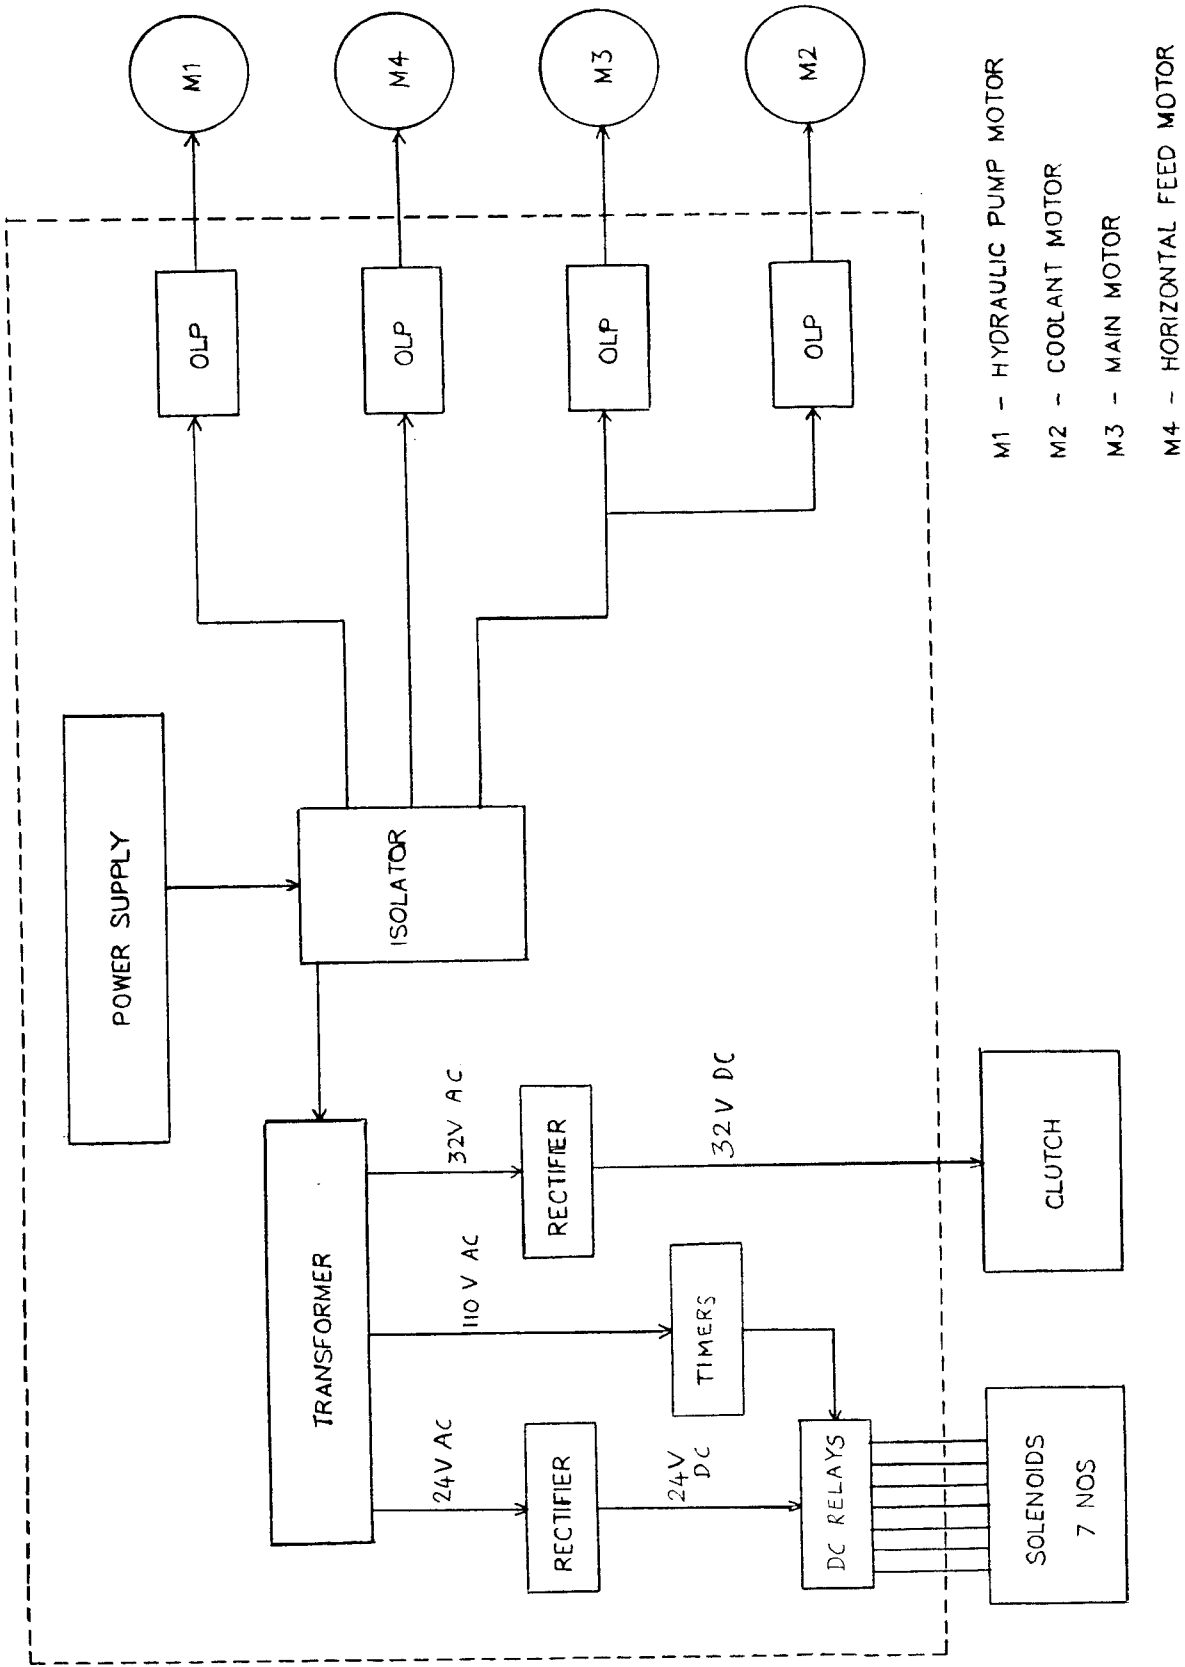 POWER SUPPLY
ISOLATOR
TRANSFORMER
24V AC
110 V AC
32V AC
RECTIFIER
RECTIFIER
TIMERS
24V
DC
32V DC
DC RELAYS
SOLENOIDS
7 NOS
CLUTCH
OLP
OLP
OLP
OLP
M1
M4
M3
M2
M1 - HYDRAULIC PUMP MOTOR
M2 - COOLANT MOTOR
M3 - MAIN MOTOR
M4 - HORIZONTAL FEED MOTOR